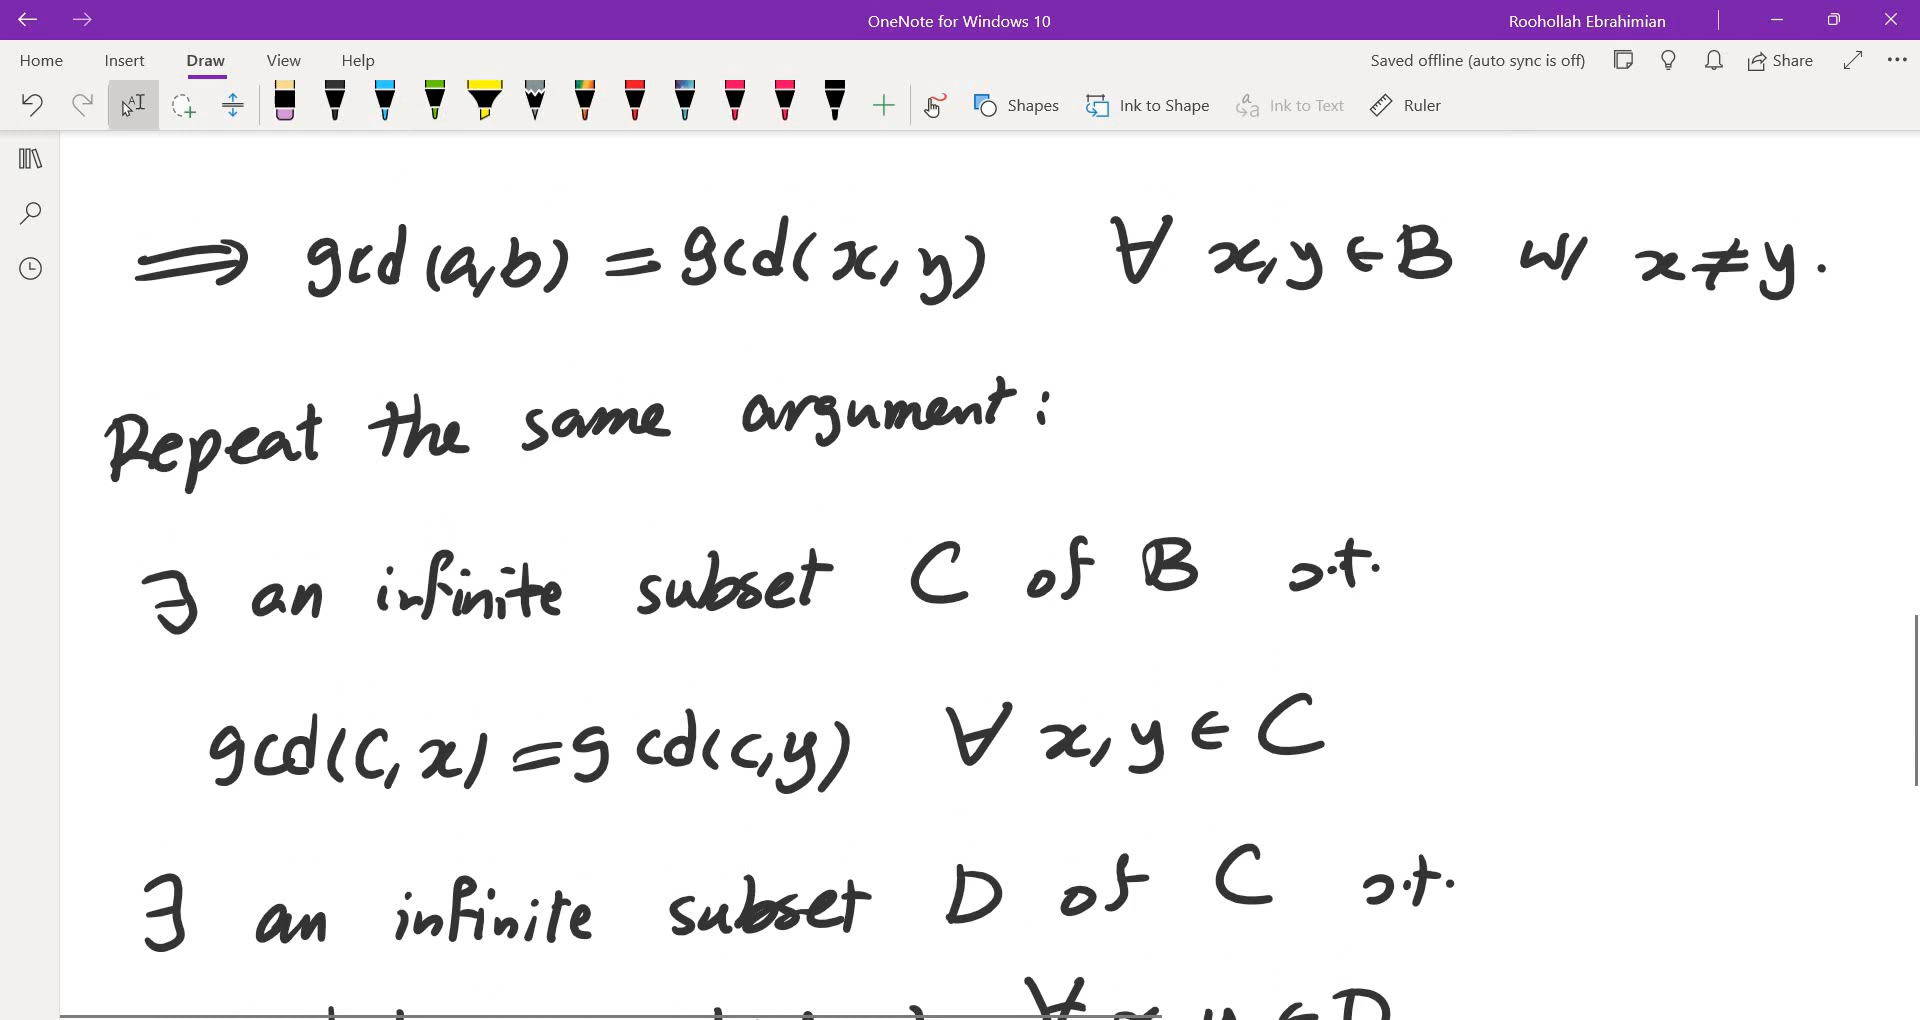 OneNote for Windows 10
Roohollah Ebrahimian
Home Insert Draw View Help
Saved offline (auto sync is off) Share
Shapes Ink to Shape Ink to Text Ruler
⟹ gcd(a,b) = gcd(x,y) ∀ x,y ∈ B w/ x≠y.
Repeat the same argument:
∃ an infinite subset C of B s.t.
gcd(c,x) = gcd(c,y) ∀ x,y ∈ C
∃ an infinite subset D of C s.t.
∀ x, y ∈ D